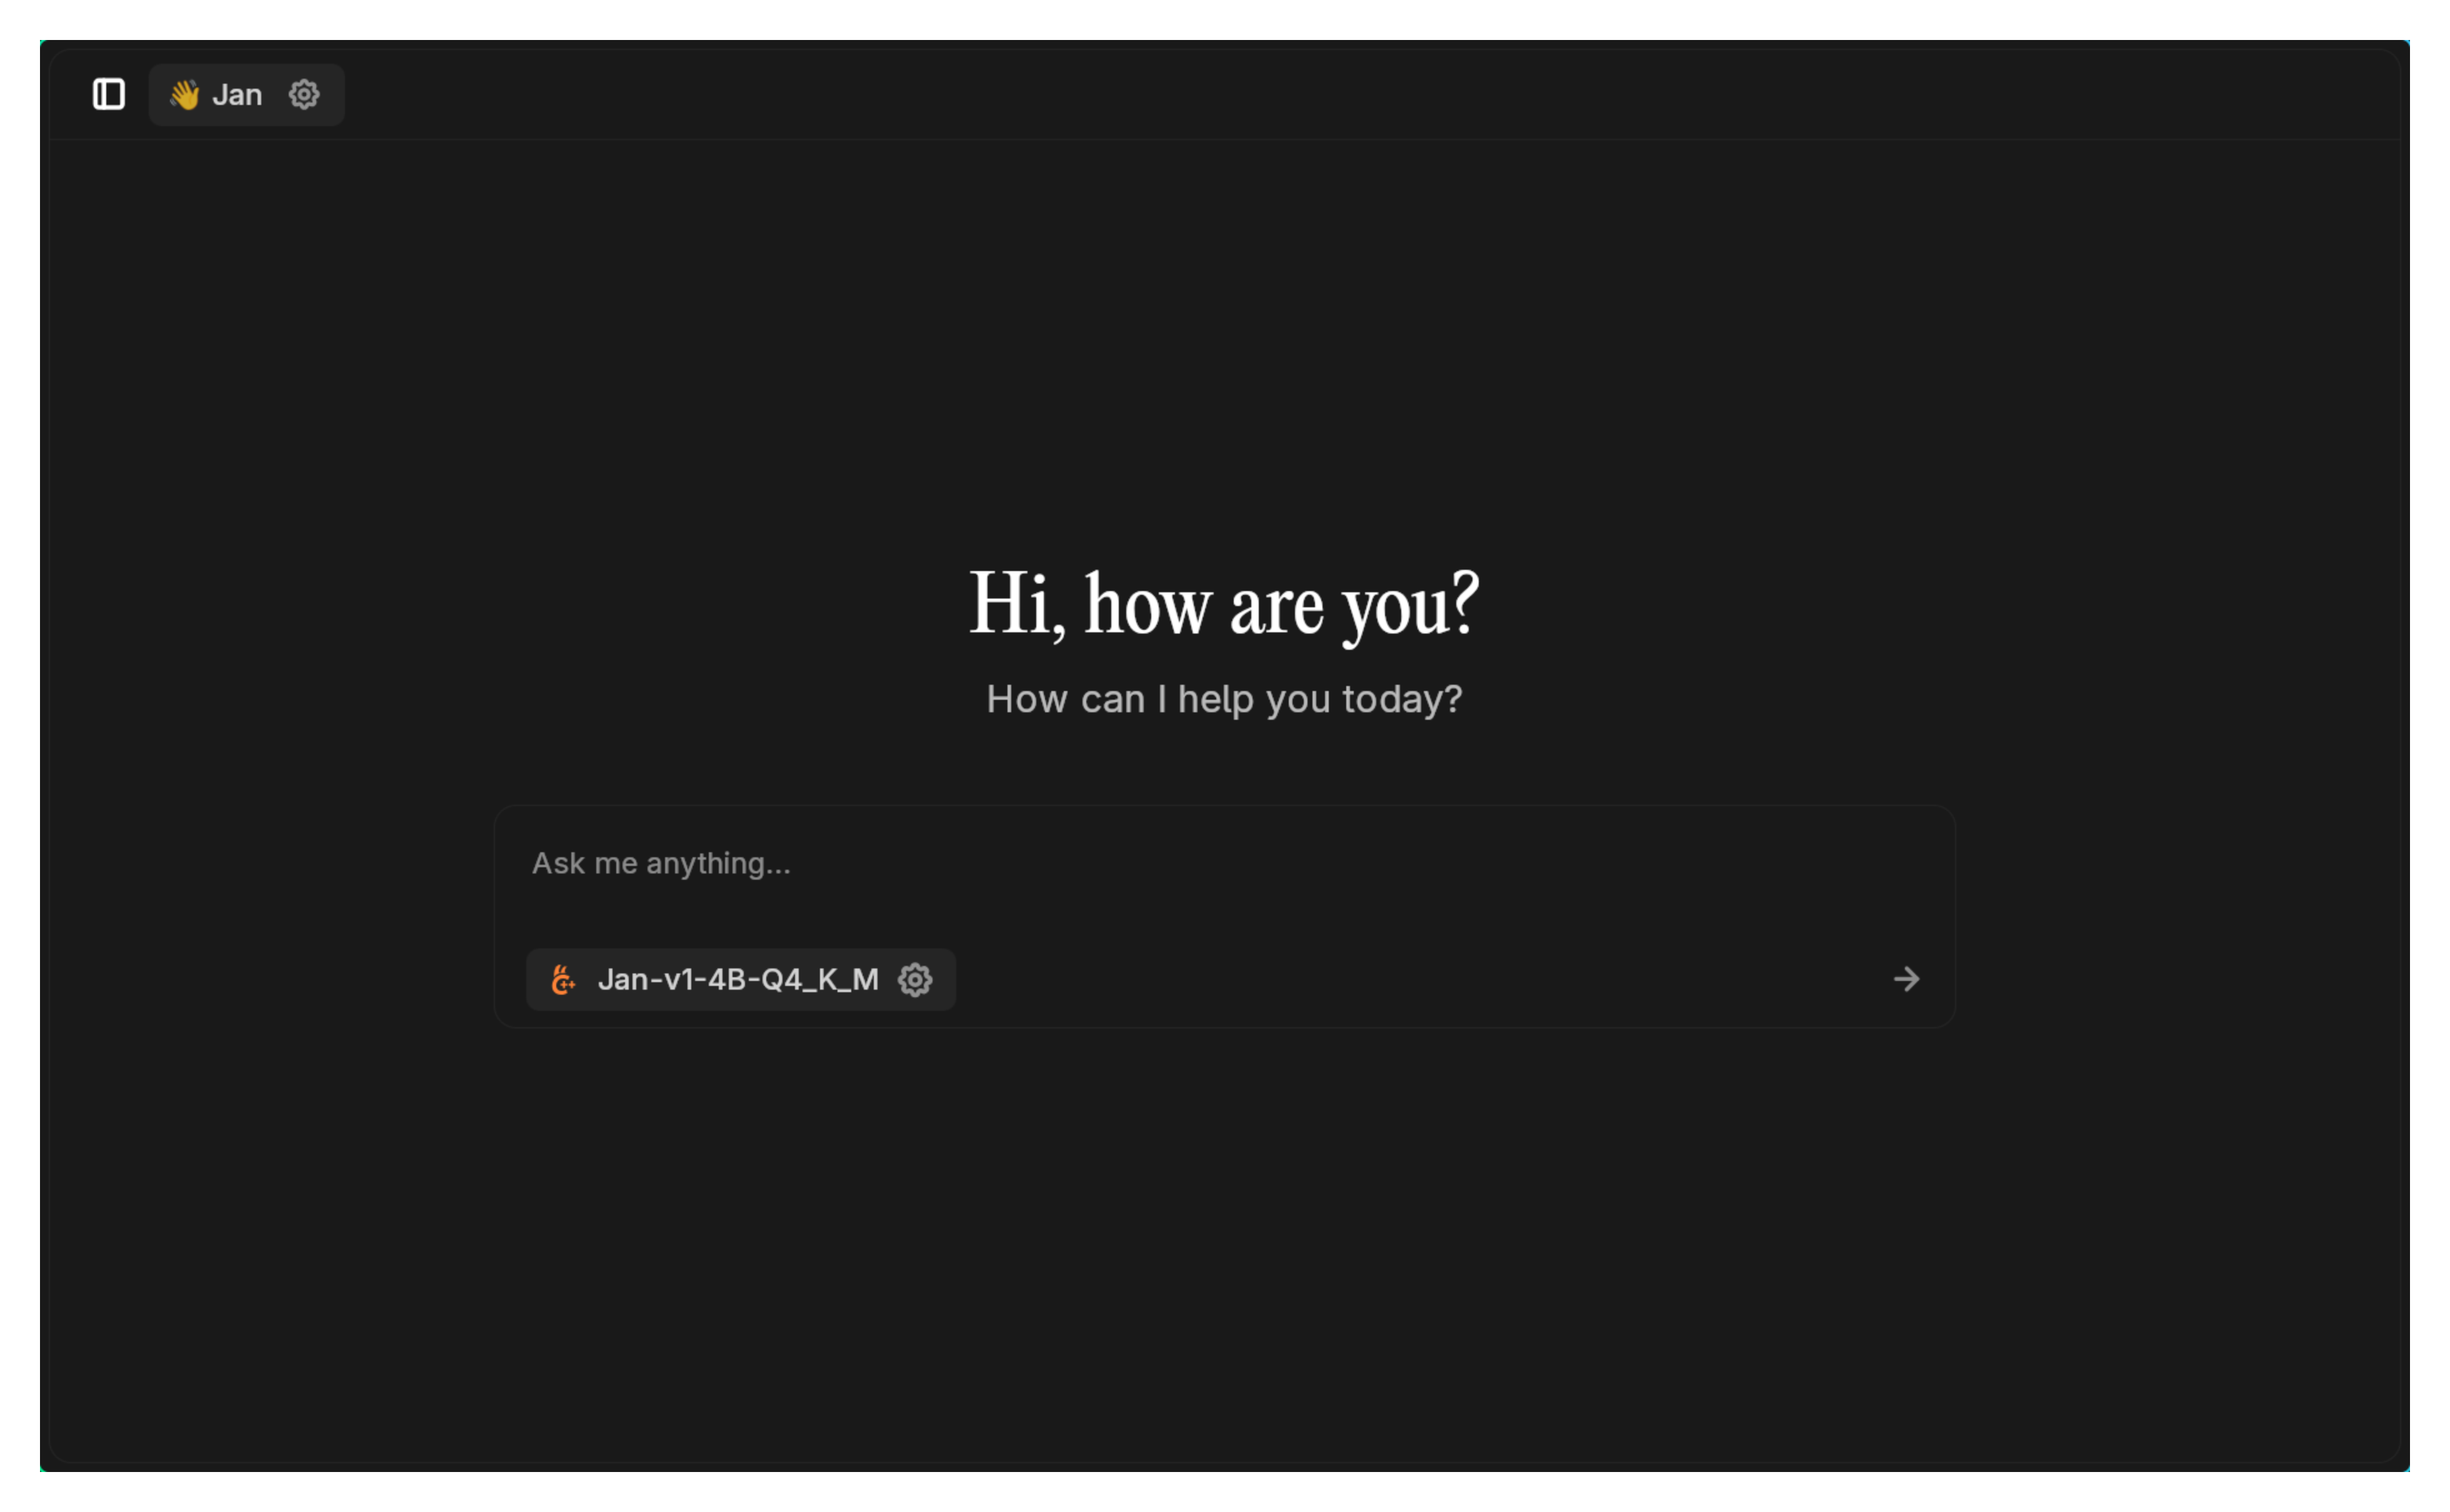 👋 Jan
Hi, how are you?
How can I help you today?
Ask me anything...
Jan-v1-4B-Q4_K_M